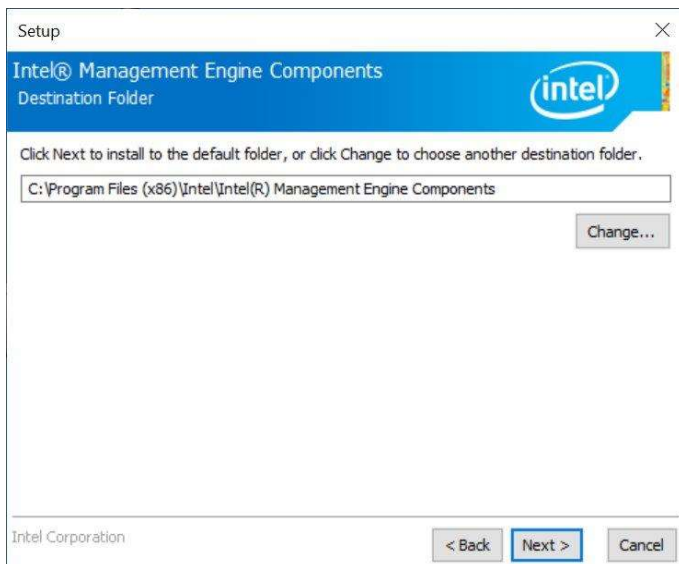 Setup
Intel® Management Engine Components
Destination Folder
intel
Click Next to install to the default folder, or click Change to choose another destination folder.
C:\Program Files (x86)\Intel\Intel(R) Management Engine Components
Change...
Intel Corporation
< Back Next > Cancel